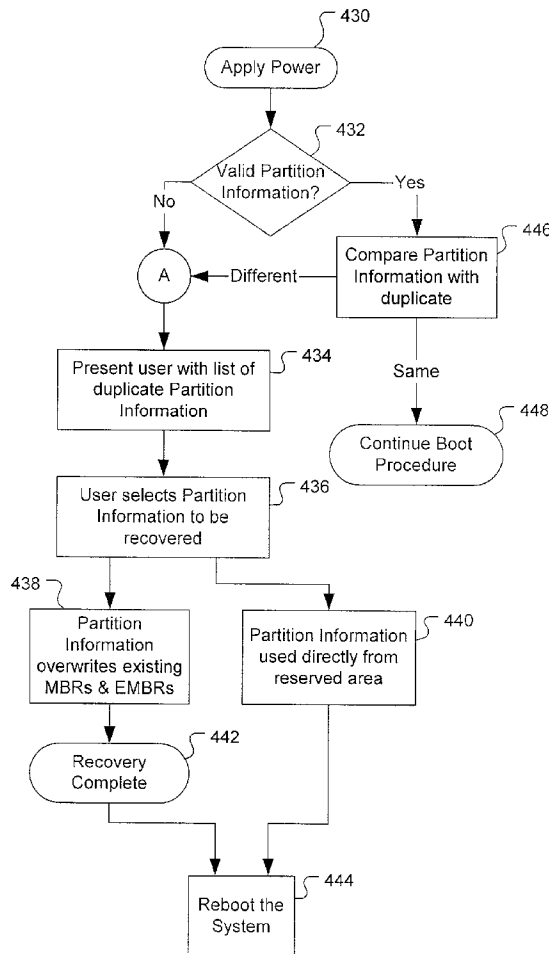 430
Apply Power
432
Valid Partition
Information?
No
Yes
446
A
Different
Compare Partition
Information with
duplicate
434
Present user with list of
duplicate Partition
Information
Same
448
Continue Boot
Procedure
436
User selects Partition
Information to be
recovered
438
Partition
Information
overwrites existing
MBRs & EMBRs
440
Partition Information
used directly from
reserved area
442
Recovery
Complete
444
Reboot the
System